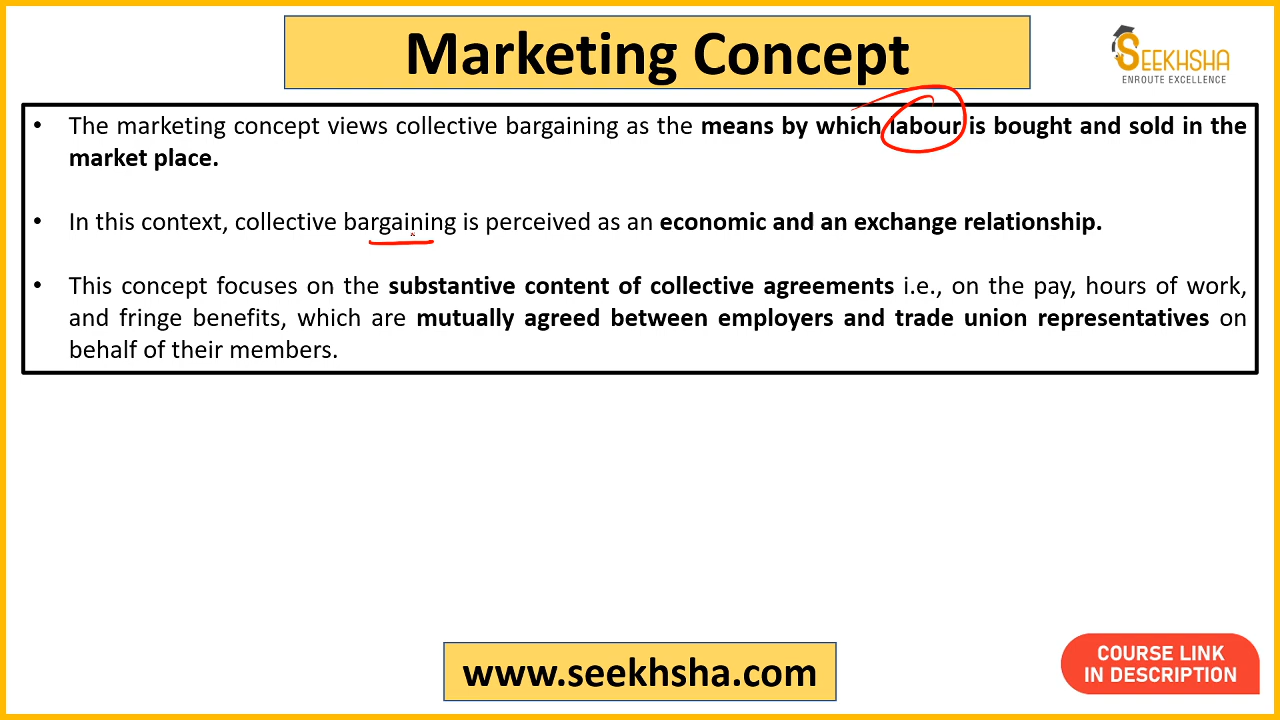 Marketing Concept
SEEKHSHA
ENROUTE EXCELLENCE
• The marketing concept views collective bargaining as the means by which labour is bought and sold in the
market place.
• In this context, collective bargaining is perceived as an economic and an exchange relationship.
• This concept focuses on the substantive content of collective agreements i.e., on the pay, hours of work,
and fringe benefits, which are mutually agreed between employers and trade union representatives on
behalf of their members.
www.seekhsha.com
COURSE LINK
IN DESCRIPTION